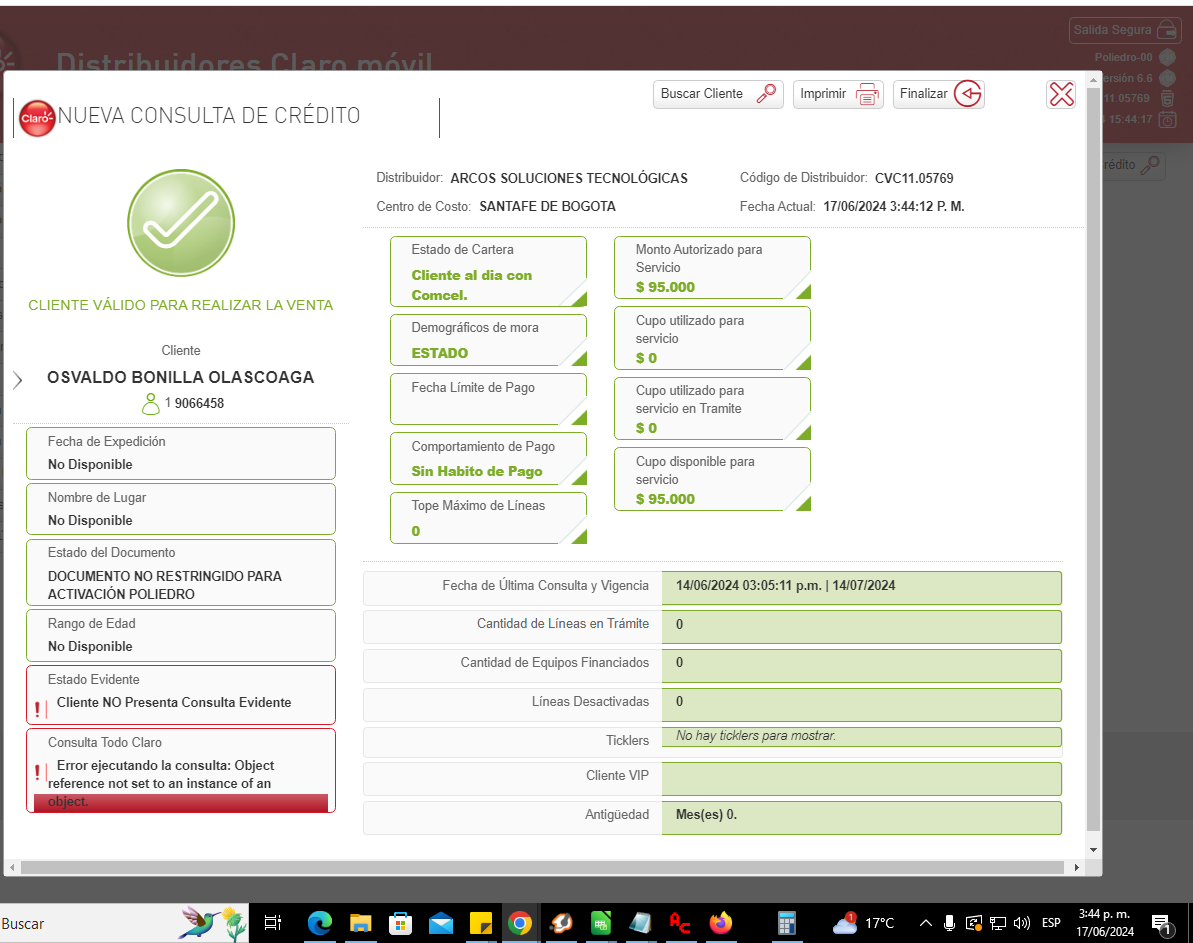 Distribuidores Claro móvil
Salida Segura
Poliedro-00
ersión 6.6
11.05769
15:44:17
rédito
Buscar Cliente
Imprimir
Finalizar
Claro
NUEVA CONSULTA DE CRÉDITO
CLIENTE VÁLIDO PARA REALIZAR LA VENTA
Cliente
OSVALDO BONILLA OLASCOAGA
1 9066458
Fecha de Expedición
No Disponible
Nombre de Lugar
No Disponible
Estado del Documento
DOCUMENTO NO RESTRINGIDO PARA
ACTIVACIÓN POLIEDRO
Rango de Edad
No Disponible
Estado Evidente
! Cliente NO Presenta Consulta Evidente
Consulta Todo Claro
! Error ejecutando la consulta: Object
reference not set to an instance of an
object.
Distribuidor: ARCOS SOLUCIONES TECNOLÓGICAS
Código de Distribuidor: CVC11.05769
Centro de Costo: SANTAFE DE BOGOTA
Fecha Actual: 17/06/2024 3:44:12 P. M.
Estado de Cartera
Cliente al dia con
Comcel.
Demográficos de mora
ESTADO
Fecha Límite de Pago
Comportamiento de Pago
Sin Habito de Pago
Tope Máximo de Líneas
0
Monto Autorizado para
Servicio
$ 95.000
Cupo utilizado para
servicio
$ 0
Cupo utilizado para
servicio en Tramite
$ 0
Cupo disponible para
servicio
$ 95.000
Fecha de Última Consulta y Vigencia 14/06/2024 03:05:11 p.m. | 14/07/2024
Cantidad de Líneas en Trámite 0
Cantidad de Equipos Financiados 0
Líneas Desactivadas 0
Ticklers No hay ticklers para mostrar.
Cliente VIP
Antigüedad Mes(es) 0.
Buscar
1
17°C
ESP
3:44 p. m.
17/06/2024
1